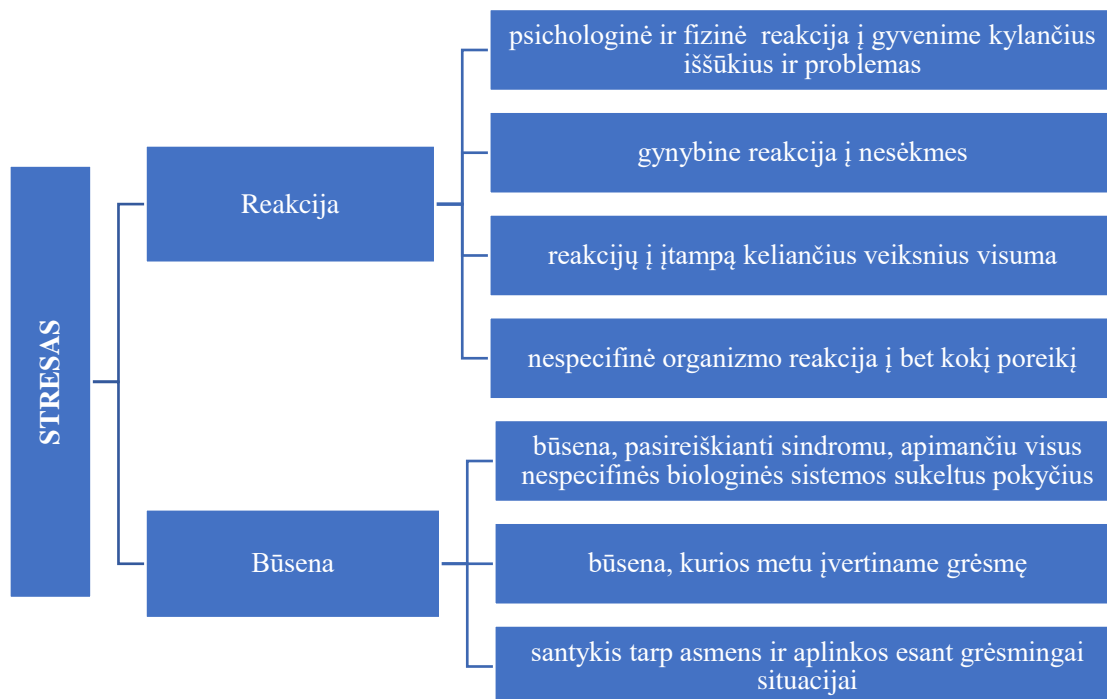 STRESAS
Reakcija
psichologinė ir fizinė reakcija į gyvenime kylančius
iššūkius ir problemas
gynybine reakcija į nesėkmes
reakcijų į įtampą keliančius veiksnius visuma
nespecifinė organizmo reakcija į bet kokį poreikį
Būsena
būsena, pasireiškianti sindromu, apimančiu visus
nespecifinės biologinės sistemos sukeltus pokyčius
būsena, kurios metu įvertiname grėsmę
santykis tarp asmens ir aplinkos esant grėsmingai
situacijai